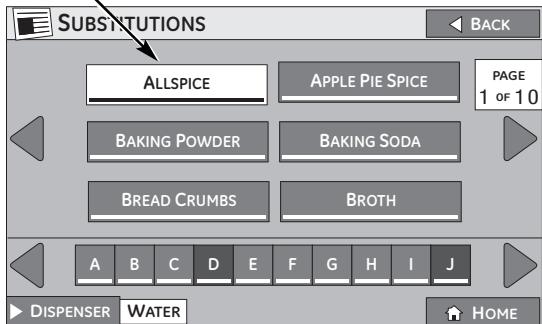 SUBSTITUTIONS
BACK
ALLSPICE
APPLE PIE SPICE
PAGE
1 OF 10
BAKING POWDER
BAKING SODA
BREAD CRUMBS
BROTH
A B C D E F G H I J
DISPENSER WATER
HOME